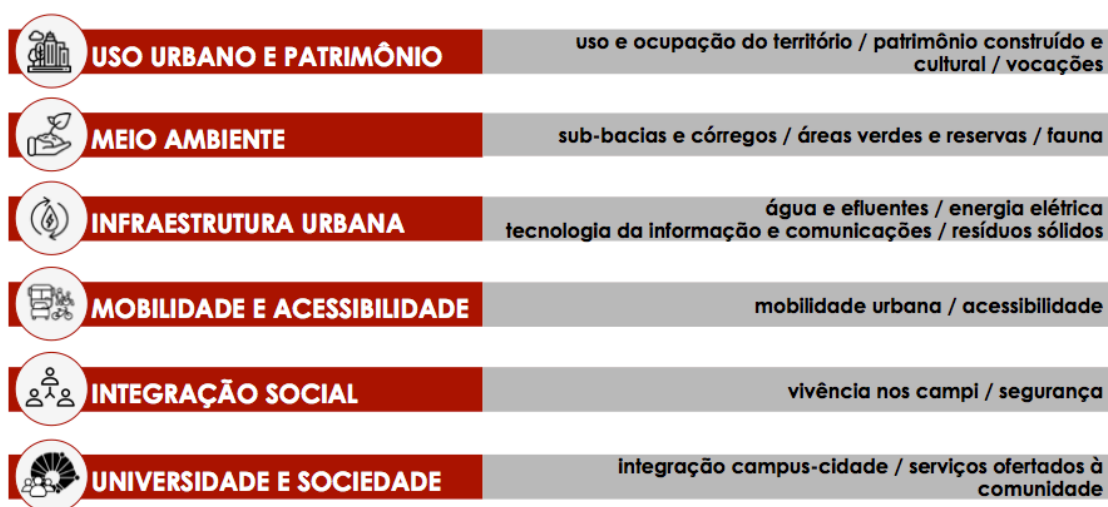 USO URBANO E PATRIMÔNIO
uso e ocupação do território / patrimônio construído e
cultural / vocações
MEIO AMBIENTE
sub-bacias e córregos / áreas verdes e reservas / fauna
INFRAESTRUTURA URBANA
água e efluentes / energia elétrica
tecnologia da informação e comunicações / resíduos sólidos
MOBILIDADE E ACESSIBILIDADE
mobilidade urbana / acessibilidade
INTEGRAÇÃO SOCIAL
vivência nos campi / segurança
UNIVERSIDADE E SOCIEDADE
integração campus-cidade / serviços ofertados à
comunidade